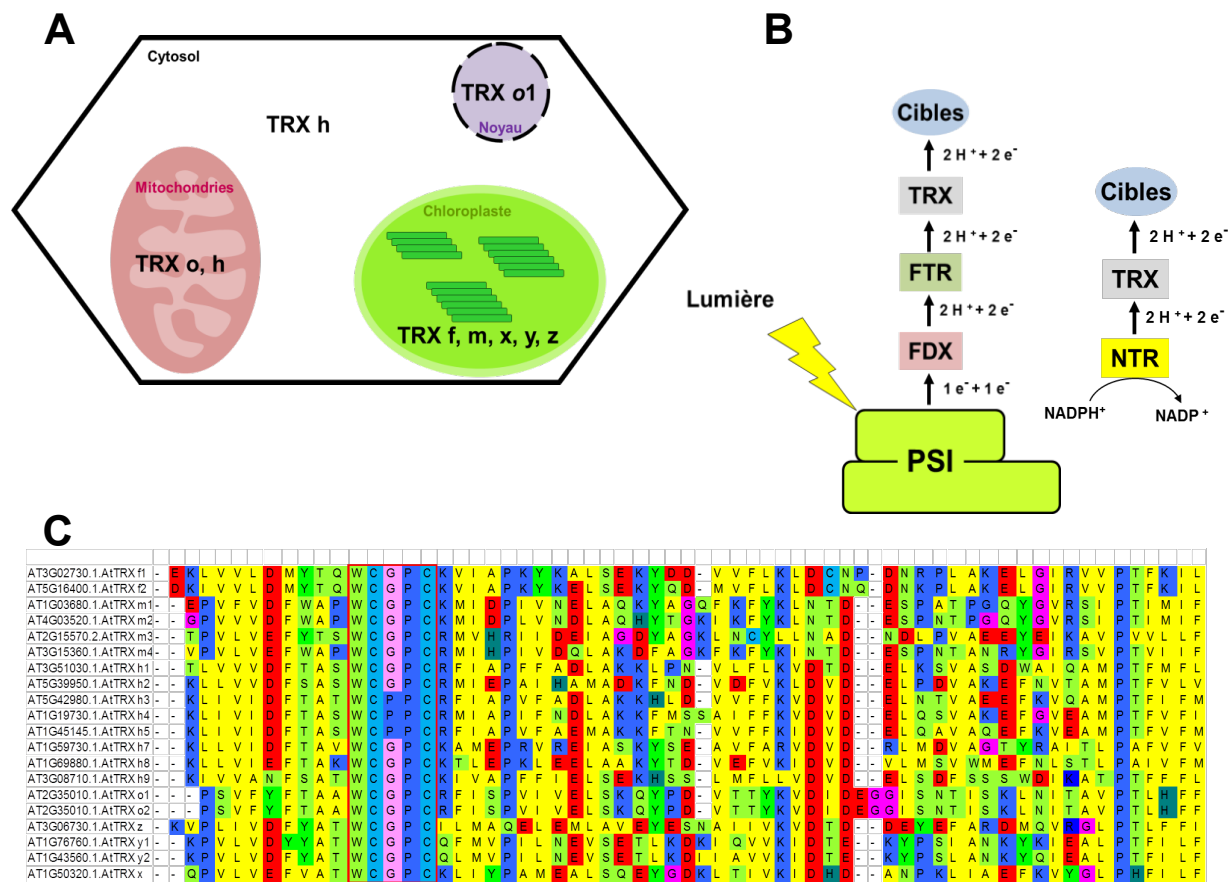 A
Cytosol
TRX h
TRX o1
Noyau
Mitochondries
TRX o, h
Chloroplaste
TRX f, m, x, y, z
B
Cibles
2 H⁺+ 2 e⁻
TRX
2 H⁺+ 2 e⁻
FTR
2 H⁺+ 2 e⁻
FDX
1 e⁻+ 1 e⁻
Lumière
PSI
Cibles
2 H⁺+ 2 e⁻
TRX
2 H⁺+ 2 e⁻
NTR
NADPH⁺ NADP⁺
C
AT3G02730.1.AtTRX f1 - E K L V V L D M Y T Q W C G P C K V I A P K Y K A L S E K Y D D - V V F L K L D C N P - D N R P L A K E L G I R V V P T F K I L
AT5G16400.1.AtTRX f2 - D K I V V L D M Y T Q W C G P C K V I A P K Y K E L S E K Y Q D - M V F L K L D C N Q - D N K P L A K E L G I R V V P T F K I L
AT1G03680.1.AtTRX m1 - - E P V F V D F W A P W C G P C K M I D P I V N E L A Q K Y A G Q F K F Y K L N T D - - E S P A T P G Q Y G V R S I P T I M I F
AT4G03520.1.AtTRX m2 - - G P V F V D F W A P W C G P C K M I D P L V N D L A Q H Y T G K I K F Y K L N T D - - E S P N T P G Q Y G V R S I P T I M I F
AT2G15570.2.AtTRX m3 - - T P V L V E F Y T S W C G P C R M V H R I I D E I A G D Y A G K L N C Y L L N A D - - N D L P V A E E Y E I K A V P V V L L F
AT3G15360.1.AtTRX m4 - - V P V L V E F W A P W C G P C R M I H P I V D Q L A K D F A G K F K F Y K I N T D - - E S P N T A N R Y G I R S V P T V I I F
AT3G51030.1.AtTRX h1 - - T L V V V D F T A S W C G P C R F I A P F F A D L A K K L P N - V L F L K V D T D - - E L K S V A S D W A I Q A M P T F M F L
AT5G39950.1.AtTRX h2 - - K L L V V D F S A S W C G P C R M I E P A I H A M A D K F N D - V D F V K L D V D - - E L P D V A K E F N V T A M P T F V L V
AT5G42980.1.AtTRX h3 - - K L I V I D F T A T W C P P C R F I A P V F A D L A K K H L D - V V F F K V D V D - - E L N T V A E E F K V Q A M P T F I F M
AT1G19730.1.AtTRX h4 - - K L I V I D F T A S W C P P C R M I A P I F N D L A K K F M S S A I F F K V D V D - - E L Q S V A K E F G V E A M P T F V F I
AT1G45145.1.AtTRX h5 - - K L I V I D F T A S W C P P C R F I A P V F A E M A K K F T N - V V F F K I D V D - - E L Q A V A Q E F K V E A M P T F V F M
AT1G59730.1.AtTRX h7 - - K L L V I D F T A V W C G P C K A M E P R V R E I A S K Y S E - A V F A R V D V D - - R L M D V A G T Y R A I T L P A F V F V
AT1G69880.1.AtTRX h8 - - K L L V I E F T A K W C G P C K T L E P K L E E L A A K Y T D - V E F V K I D V D - - V L M S V W M E F N L S T L P A I V F M
AT3G08710.1.AtTRX h9 - - K I V V A N F S A T W C G P C K I V A P F F I E L S E K H S S - L M F L L V D V D - - E L S D F S S S W D I K A T P T F F F L
AT2G35010.1.AtTRX o1 - - - P S V F Y F T A A W C G P C R F I S P V I V E L S K Q Y P D - V T T Y K V D I D E G G I S N T I S K L N I T A V P T L H F F
AT2G35010.1.AtTRX o2 - - - P S V F Y F T A A W C G P C R F I S P V I V E L S K Q Y P D - V T T Y K V D I D E G G I S N T I S K L N I T A V P T L H F F
AT3G06730.1.AtTRX z - K V P L I V D F Y A T W C G P C I L M A Q E L E M L A V E Y E S N A I I V K V D T D - - D E Y E F A R D M Q V R G L P T L F F I
AT1G76760.1.AtTRX y1 - - K P V L V D Y Y A T W C G P C Q F M V P I L N E V S E T L K D K I Q V V K I D T E - - K Y P S I A N K Y K I E A L P T F I L F
AT1G43560.1.AtTRX y2 - - K P V L V D F Y A T W C G P C Q L M V P I L N E V S E T L K D I I A V V K I D T E - - K Y P S L A N K Y Q I E A L P T F I L F
AT1G50320.1.AtTRX x - - Q P V L V E F V A T W C G P C K L I Y P A M E A L S Q E Y G D K L T I V K I D H D - - A N P K L I A E F K V Y G L P H F I L F